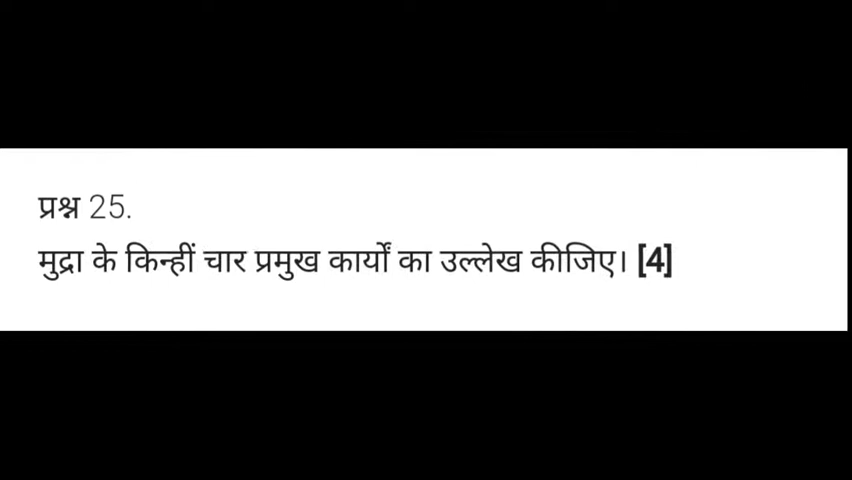 प्रश्न 25.
मुद्रा के किन्हीं चार प्रमुख कार्यों का उल्लेख कीजिए। [4]